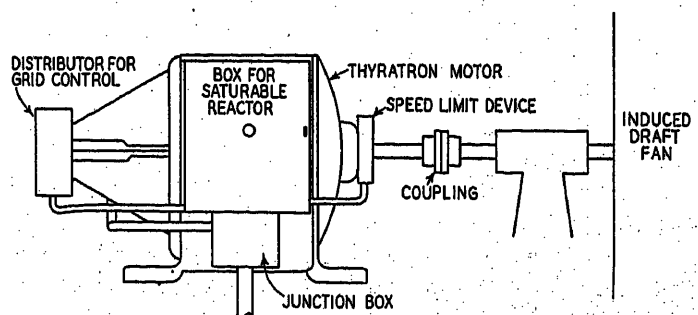 DISTRIBUTOR FOR
GRID CONTROL
BOX FOR
SATURABLE
REACTOR
THYRATRON MOTOR
SPEED LIMIT DEVICE
INDUCED
DRAFT
FAN
COUPLING
JUNCTION BOX